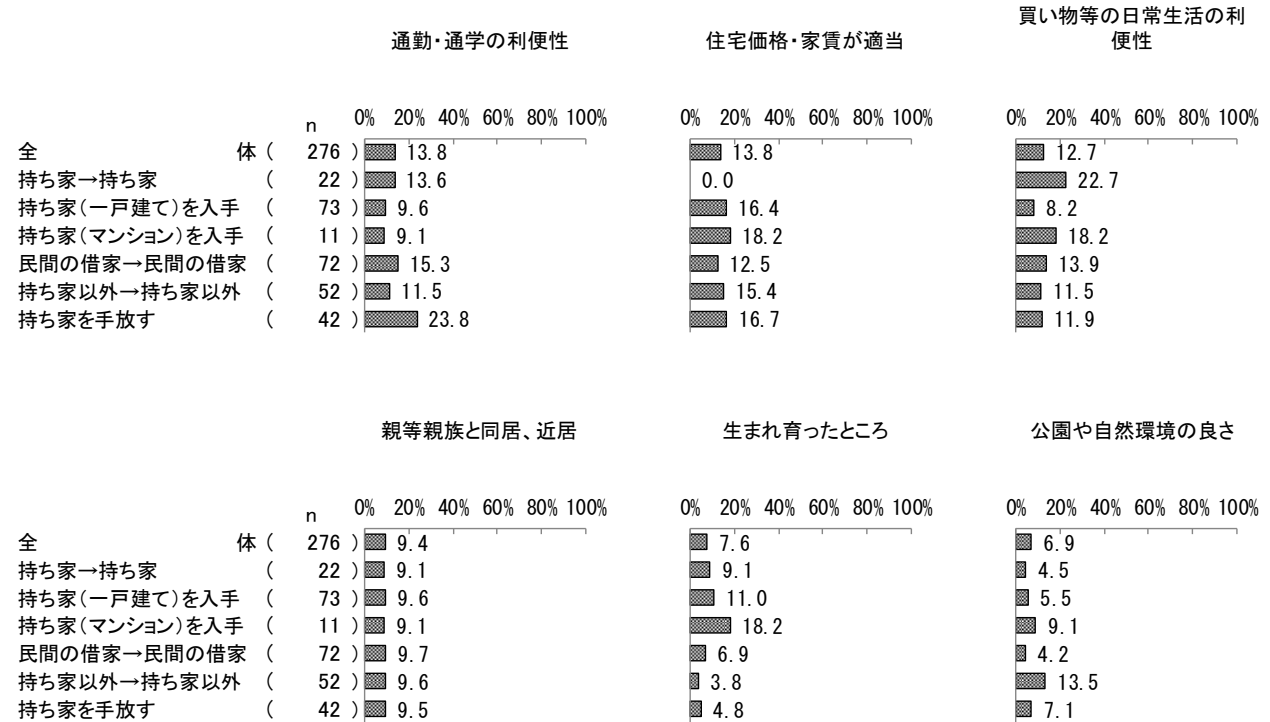 通勤・通学の利便性
住宅価格・家賃が適当
買い物等の日常生活の利
便性
n 0% 20% 40% 60% 80% 100% 0% 20% 40% 60% 80% 100% 0% 20% 40% 60% 80% 100%
全 体 ( 276 ) 13.8 13.8 12.7
持ち家→持ち家 ( 22 ) 13.6 0.0 22.7
持ち家(一戸建て)を入手 ( 73 ) 9.6 16.4 8.2
持ち家(マンション)を入手 ( 11 ) 9.1 18.2 18.2
民間の借家→民間の借家 ( 72 ) 15.3 12.5 13.9
持ち家以外→持ち家以外 ( 52 ) 11.5 15.4 11.5
持ち家を手放す ( 42 ) 23.8 16.7 11.9
親等親族と同居、近居 生まれ育ったところ 公園や自然環境の良さ
n 0% 20% 40% 60% 80% 100% 0% 20% 40% 60% 80% 100% 0% 20% 40% 60% 80% 100%
全 体 ( 276 ) 9.4 7.6 6.9
持ち家→持ち家 ( 22 ) 9.1 9.1 4.5
持ち家(一戸建て)を入手 ( 73 ) 9.6 11.0 5.5
持ち家(マンション)を入手 ( 11 ) 9.1 18.2 9.1
民間の借家→民間の借家 ( 72 ) 9.7 6.9 4.2
持ち家以外→持ち家以外 ( 52 ) 9.6 3.8 13.5
持ち家を手放す ( 42 ) 9.5 4.8 7.1